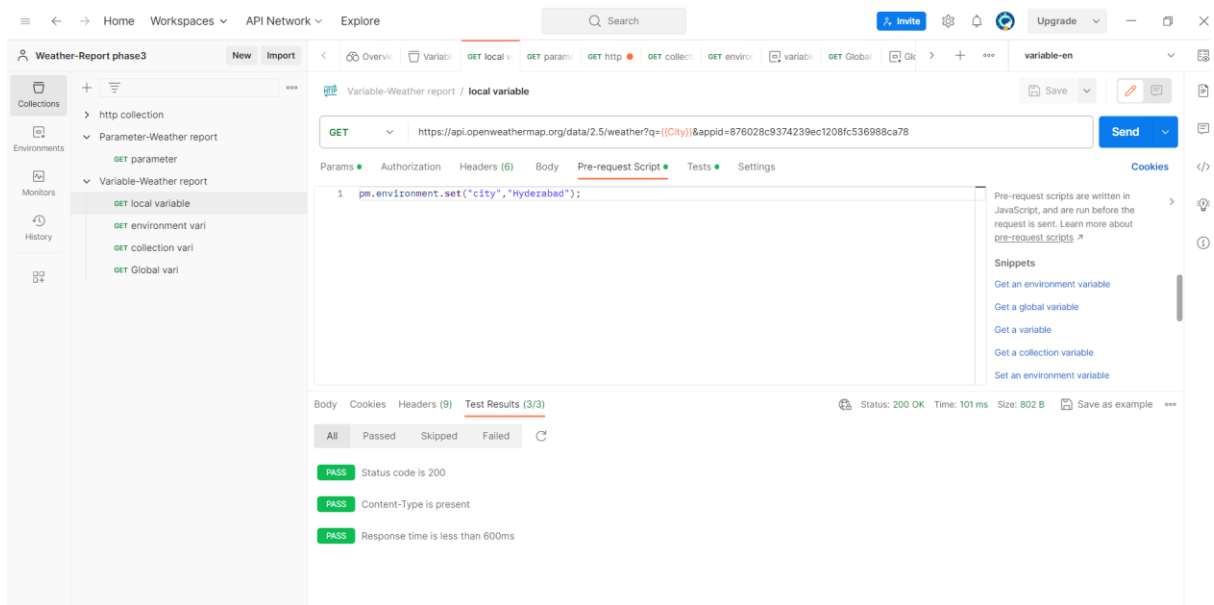 Home Workspaces API Network Explore Search Invite Upgrade
Weather-Report phase3 New Import Overvie Variabl GET local v GET param GET http GET collect GET enviror variabl GET Global Glo variable-en
Collections
Environments
Monitors
History
http collection
Parameter-Weather report
GET parameter
Variable-Weather report
GET local variable
GET environment vari
GET collection vari
GET Global vari
HTTP Variable-Weather report / local variable Save
GET https://api.openweathermap.org/data/2.5/weather?q={{City}}&appid=876028c9374239ec1208fc536988ca78 Send
Params Authorization Headers (6) Body Pre-request Script Tests Settings Cookies
1 pm.environment.set("city","Hyderabad");
Pre-request scripts are written in
JavaScript, and are run before the
request is sent. Learn more about
pre-request scripts
Snippets
Get an environment variable
Get a global variable
Get a variable
Get a collection variable
Set an environment variable
Body Cookies Headers (9) Test Results (3/3) Status: 200 OK Time: 101 ms Size: 802 B Save as example
All Passed Skipped Failed
PASS Status code is 200
PASS Content-Type is present
PASS Response time is less than 600ms